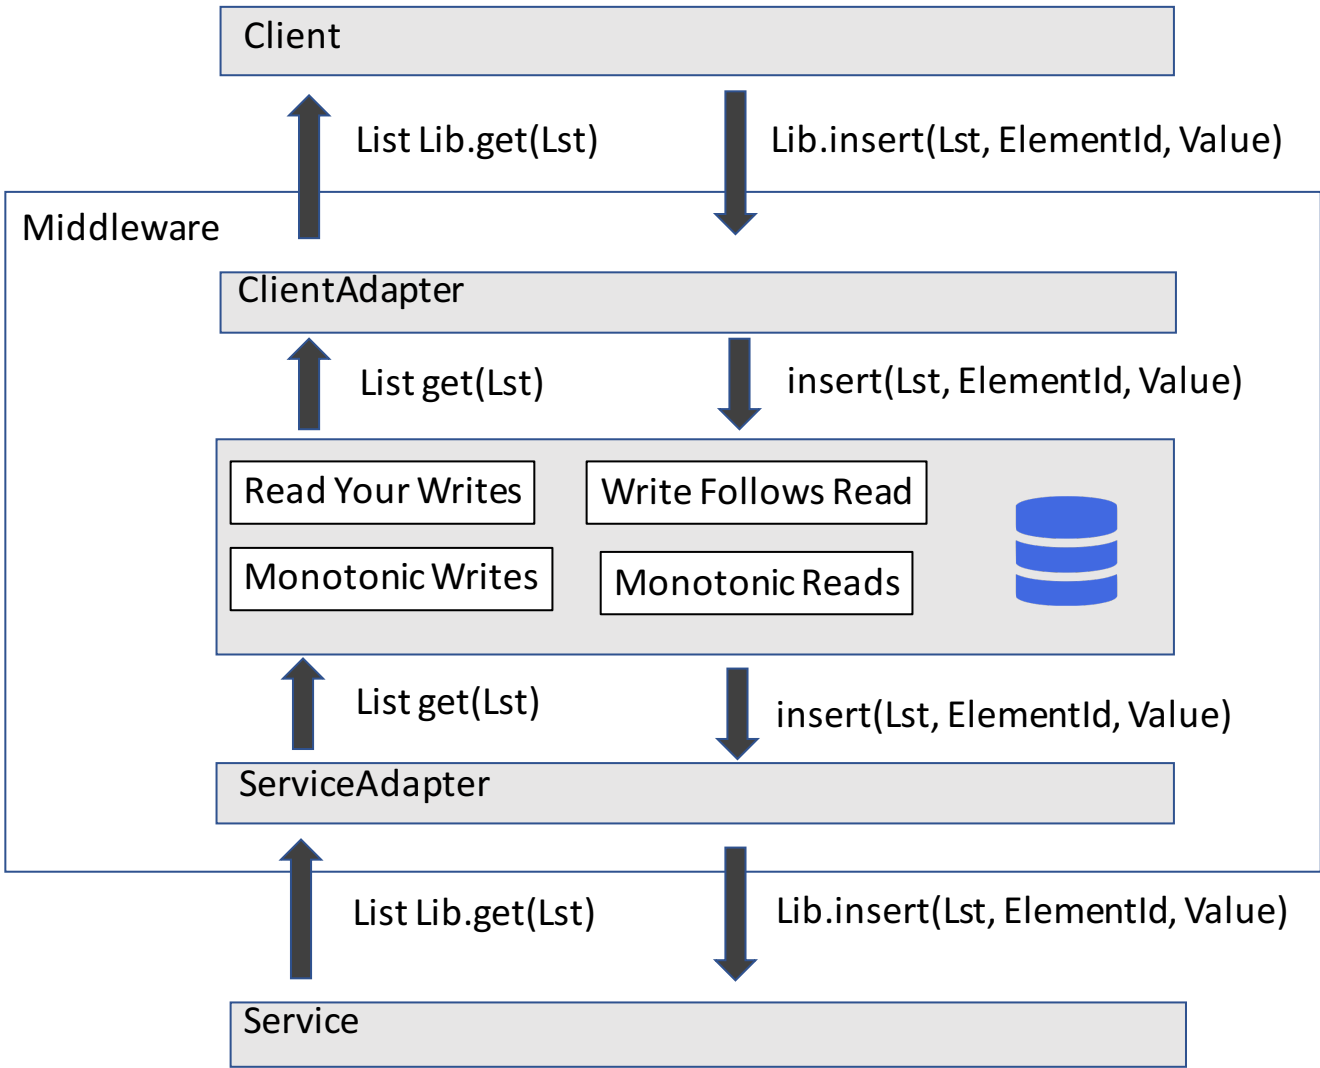 Client
List Lib.get(Lst)
Lib.insert(Lst, ElementId, Value)
Middleware
ClientAdapter
List get(Lst)
insert(Lst, ElementId, Value)
Read Your Writes
Write Follows Read
Monotonic Writes
Monotonic Reads
List get(Lst)
insert(Lst, ElementId, Value)
ServiceAdapter
List Lib.get(Lst)
Lib.insert(Lst, ElementId, Value)
Service